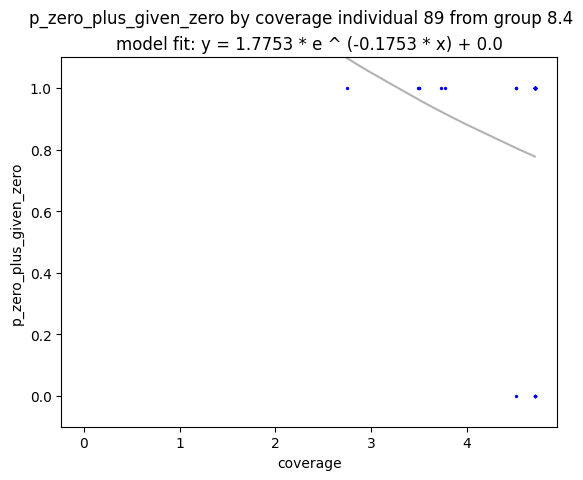 p_zero_plus_given_zero by coverage individual 89 from group 8.4
model fit: y = 1.7753 * e ^ (-0.1753 * x) + 0.0
1.0
0.8
0.6
0.4
0.2
0.0
p_zero_plus_given_zero
0 1 2 3 4
coverage